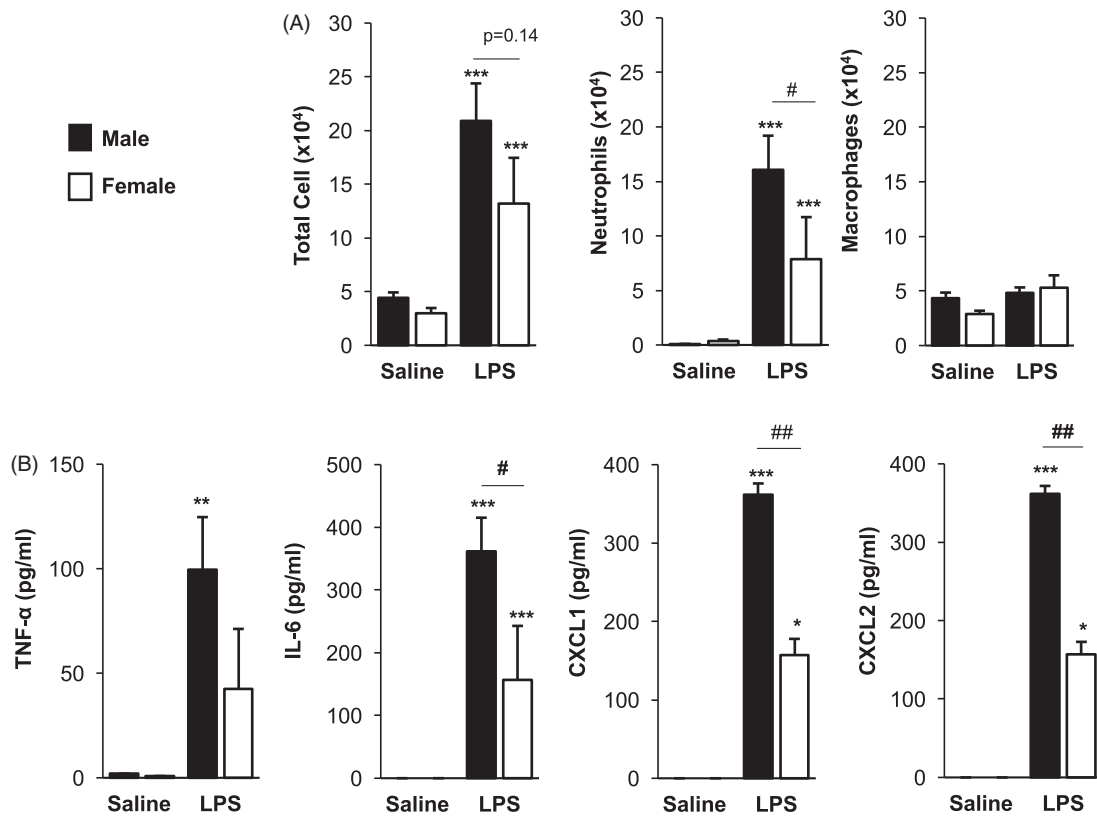 Male
Female
(A)
Total Cell (x10⁴)
30
25
20
15
10
5
0
p=0.14
***
***
Saline LPS
Neutrophils (x10⁴)
30
25
20
15
10
5
0
#
***
***
Saline LPS
Macrophages (x10⁴)
30
25
20
15
10
5
0
Saline LPS
(B)
TNF-α (pg/ml)
150
100
50
0
**
Saline LPS
IL-6 (pg/ml)
500
400
300
200
100
0
#
***
***
Saline LPS
CXCL1 (pg/ml)
400
300
200
100
0
##
***
*
Saline LPS
CXCL2 (pg/ml)
400
300
200
100
0
##
***
*
Saline LPS